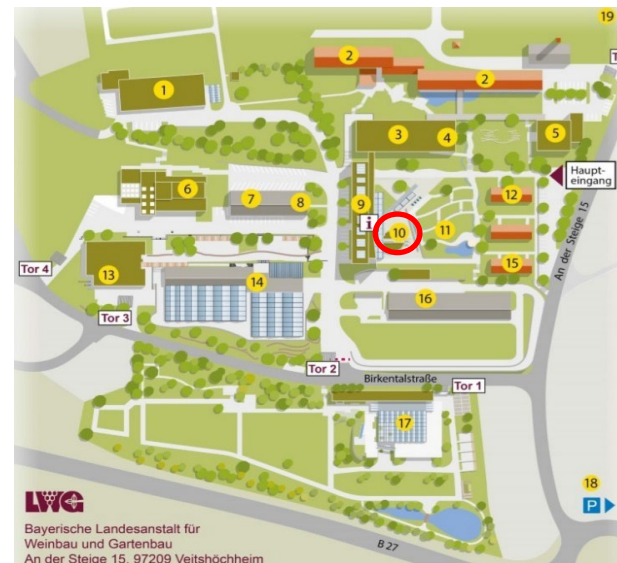 19
2
T
2
1
3
4
5
Haupt-
eingang
6
7
8
9
i
10
11
12
An der Steige 15
Tor 4
13
14
15
16
Tor 3
Tor 2
Birkentalstraße
Tor 1
17
18
P
B 27
LWG
Bayerische Landesanstalt für
Weinbau und Gartenbau
An der Steige 15, 97209 Veitshöchheim